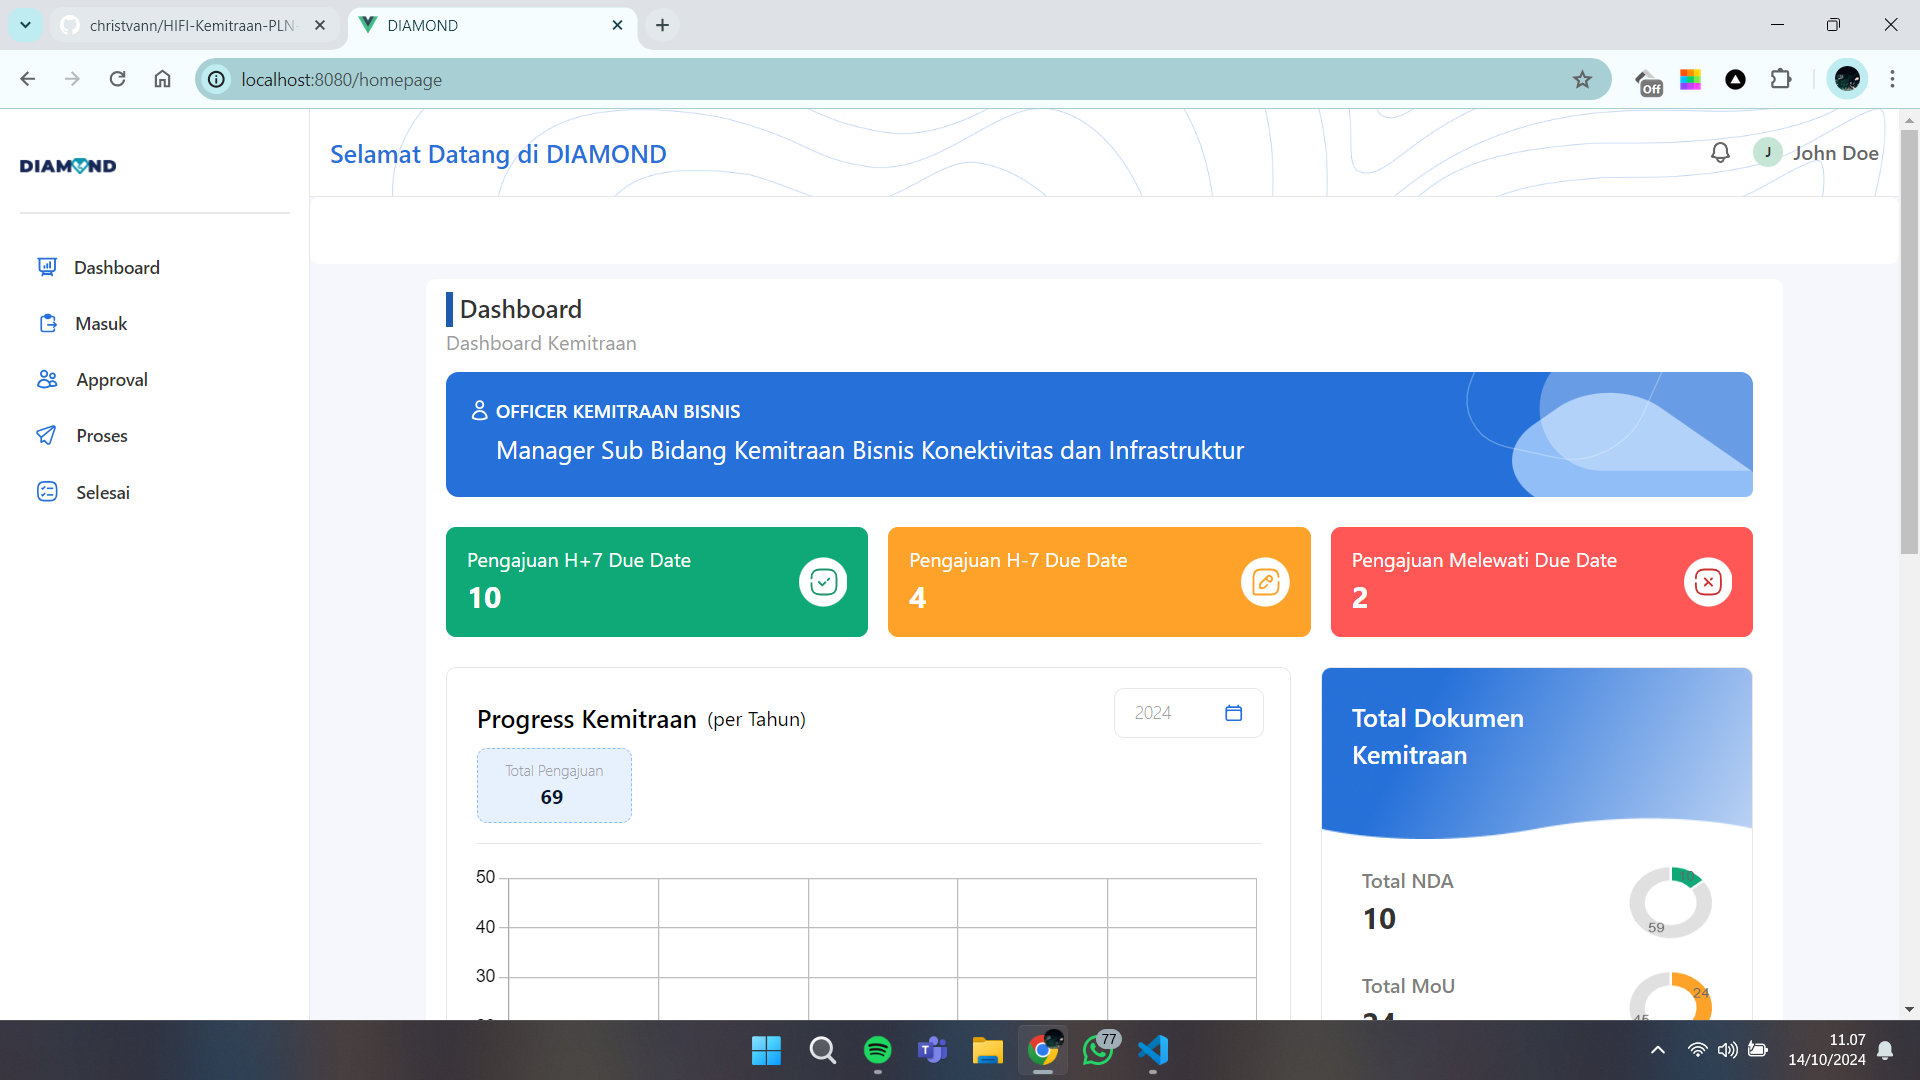 christvann/HIFI-Kemitraan-PLN-
DIAMOND
localhost:8080/homepage
Off
DIAMOND
Selamat Datang di DIAMOND
J
John Doe
Dashboard
Masuk
Approval
Proses
Selesai
Dashboard
Dashboard Kemitraan
OFFICER KEMITRAAN BISNIS
Manager Sub Bidang Kemitraan Bisnis Konektivitas dan Infrastruktur
Pengajuan H+7 Due Date
10
Pengajuan H-7 Due Date
4
Pengajuan Melewati Due Date
2
Progress Kemitraan (per Tahun)
2024
Total Pengajuan
69
50
40
30
Total Dokumen
Kemitraan
Total NDA
10
59
Total MoU
24
24
45
77
11.07
14/10/2024